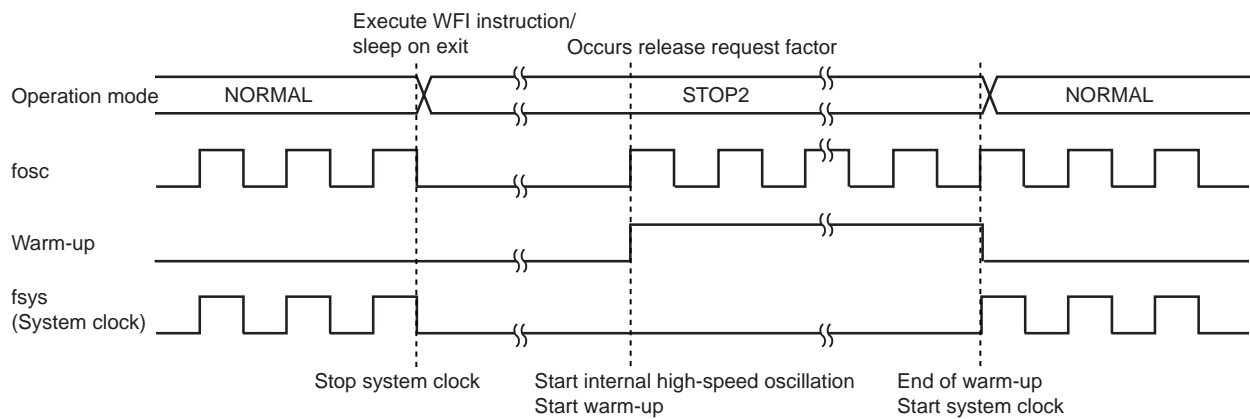 Execute WFI instruction/
sleep on exit
Occurs release request factor
Operation mode
NORMAL
STOP2
NORMAL
fosc
Warm-up
fsys
(System clock)
Stop system clock
Start internal high-speed oscillation
Start warm-up
End of warm-up
Start system clock